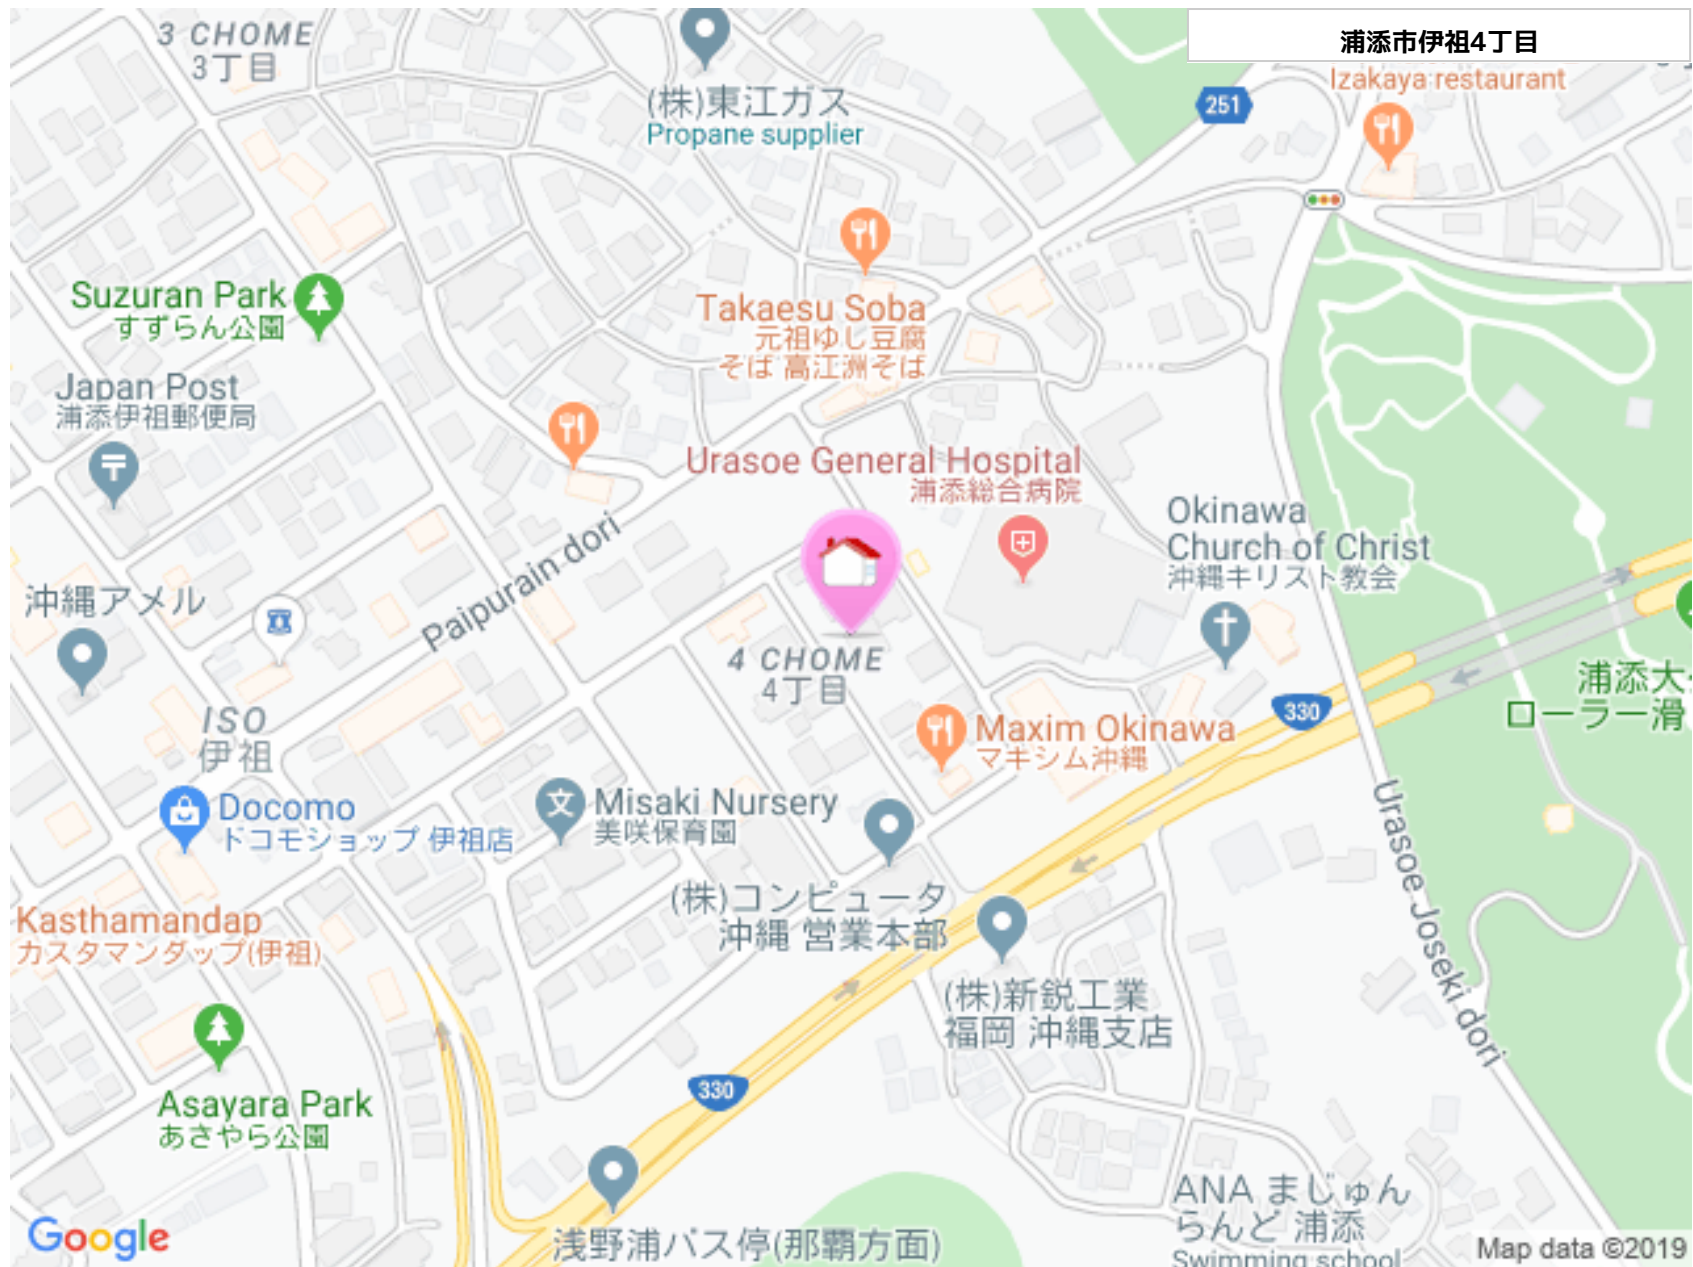 浦添市伊祖4丁目
3 CHOME
3丁目
(株)東江ガス
Propane supplier
251
Izakaya restaurant
Suzuran Park
すずらん公園
Takaesu Soba
元祖ゆし豆腐
そば 高江洲そば
Japan Post
浦添伊祖郵便局
Urasoe General Hospital
浦添総合病院
Okinawa
Church of Christ
沖縄キリスト教会
Paipurain dori
沖縄アメル
4 CHOME
4丁目
浦添大
ローラー滑
ISO
伊祖
330
Maxim Okinawa
マキシム沖縄
Docomo
ドコモショップ 伊祖店
文
Misaki Nursery
美咲保育園
Urasoe Joseki dori
(株)コンピュータ
沖縄 営業本部
Kasthamandap
カスタマンダップ(伊祖)
(株)新鋭工業
福岡 沖縄支店
330
Asayara Park
あさやら公園
ANA まじゅん
らんど 浦添
Swimming school
浅野浦バス停(那覇方面)
Google
Map data ©2019